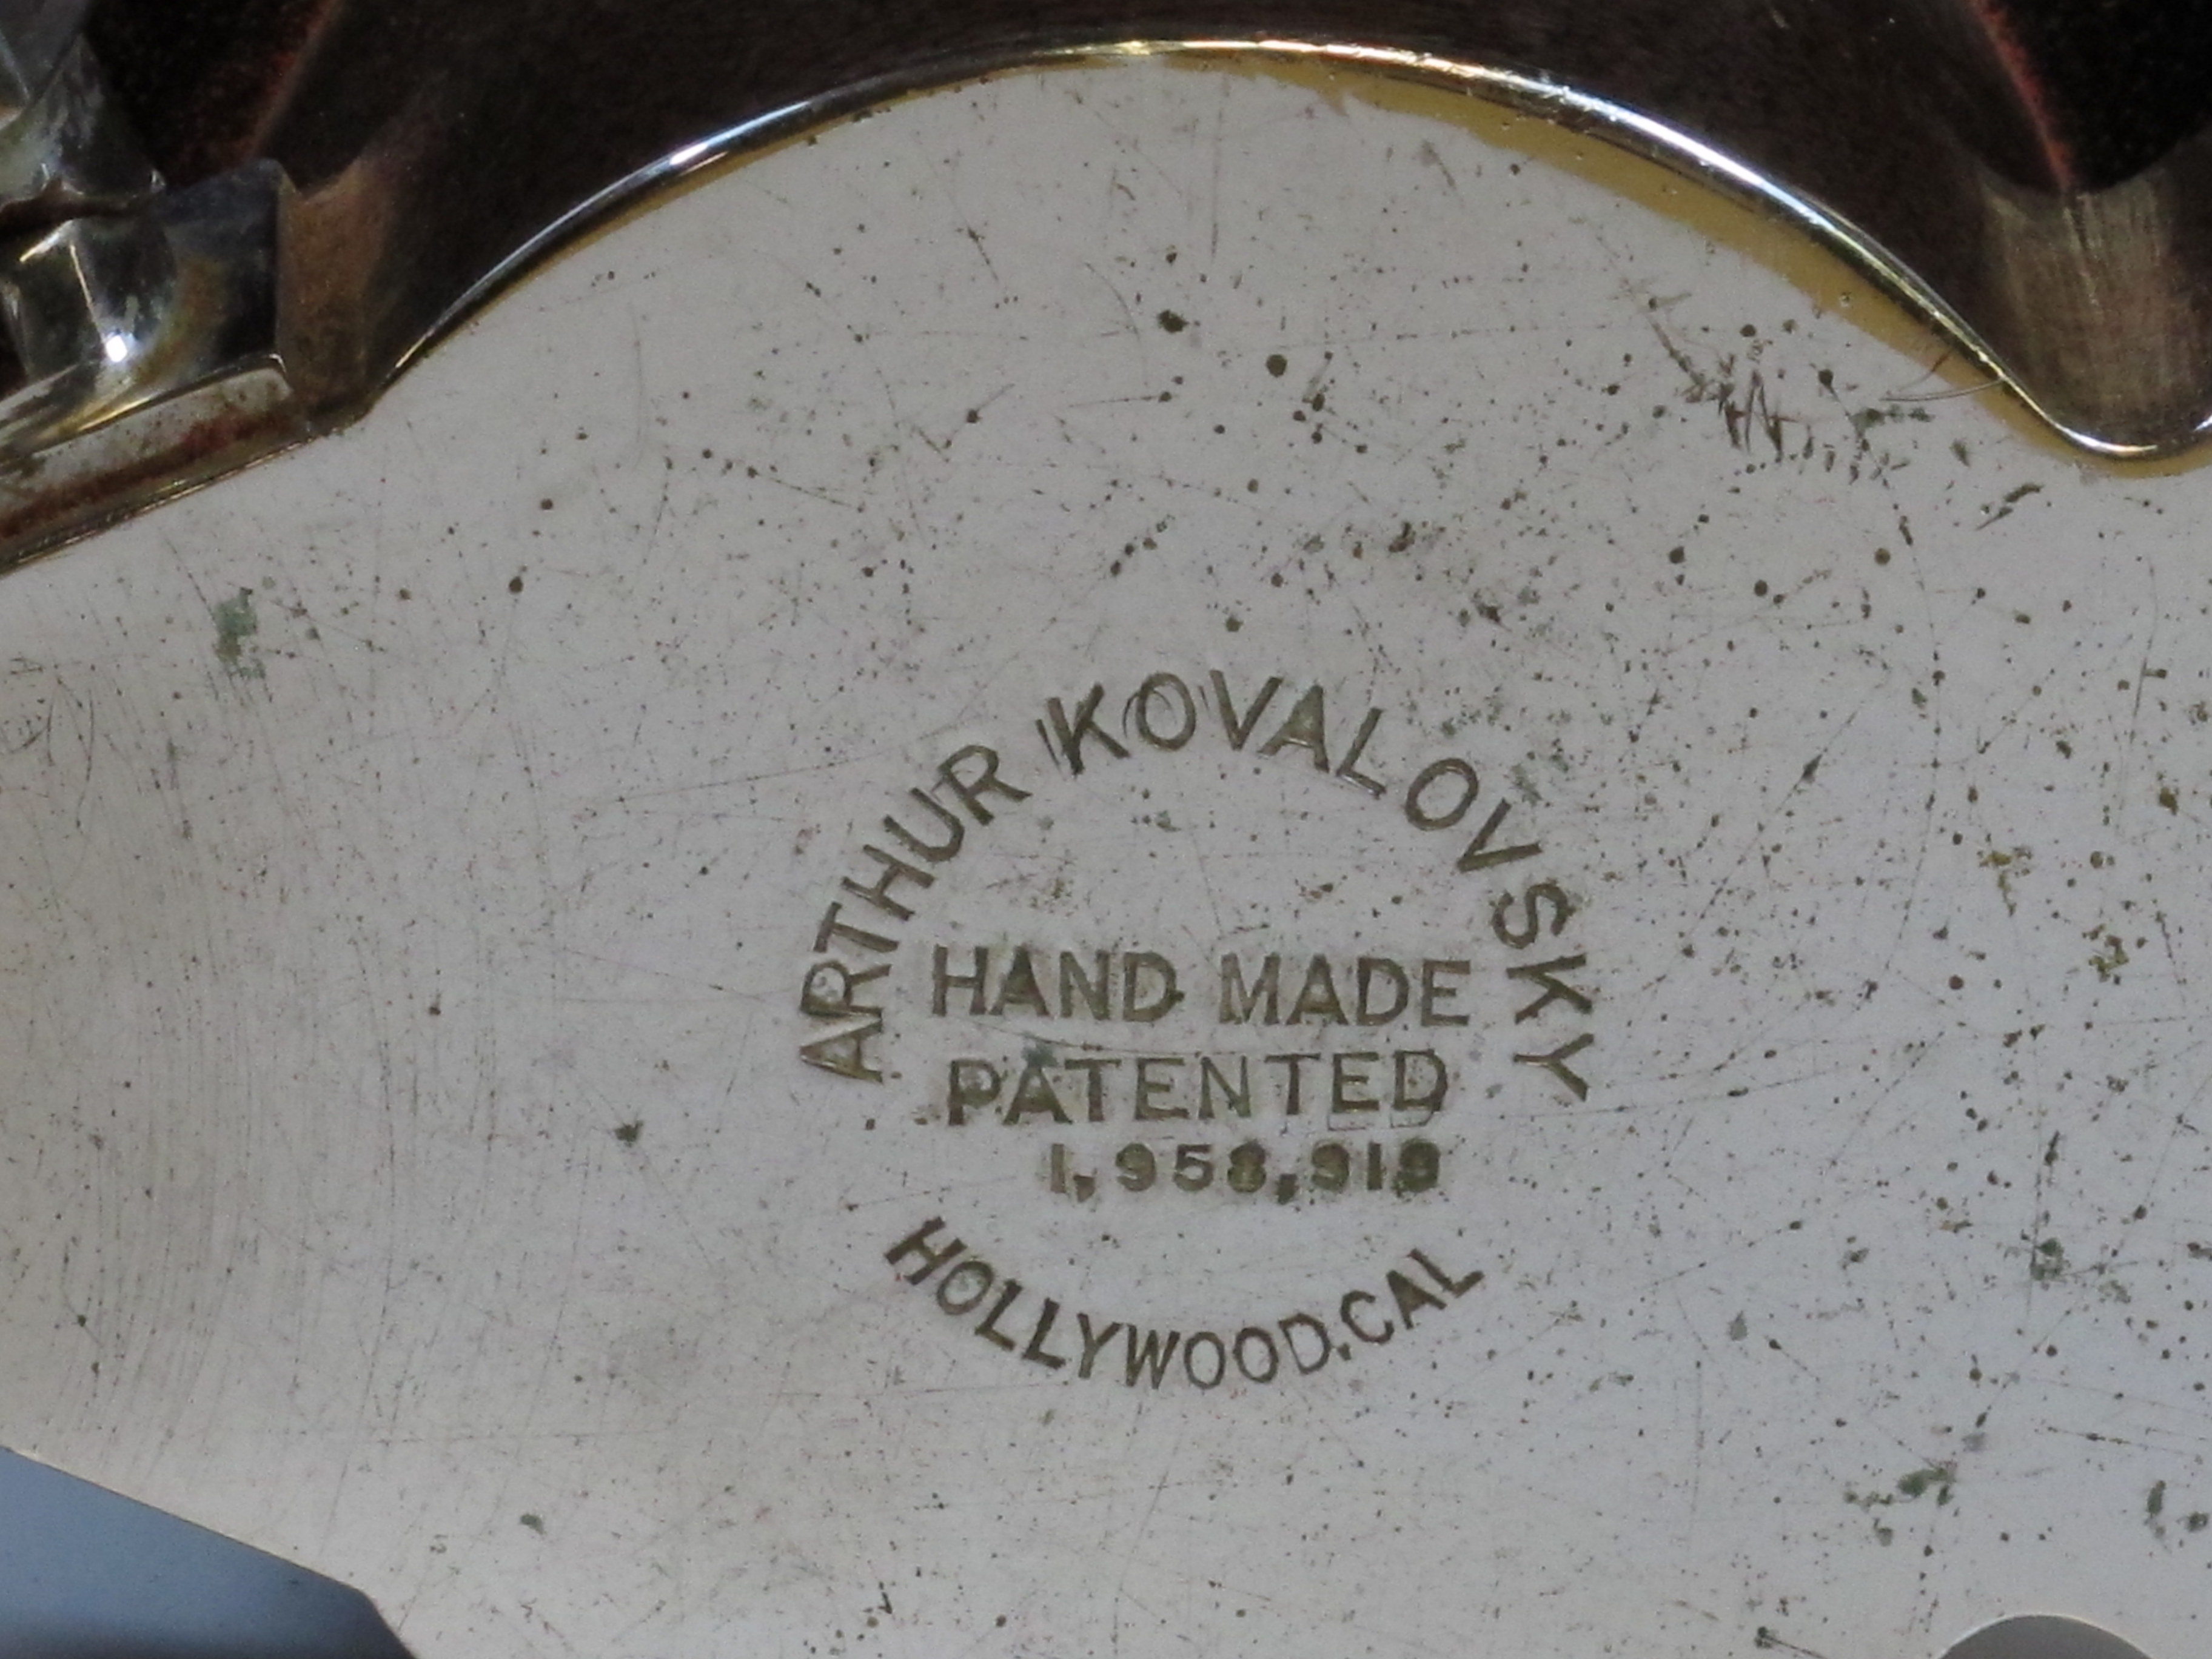 ARTHUR KOVALOVSKY
HAND MADE
PATENTED
1,958,919
HOLLYWOOD,CAL